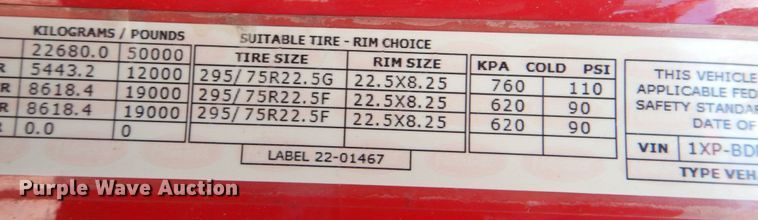 KILOGRAMS / POUNDS SUITABLE TIRE - RIM CHOICE
22680.0 50000 TIRE SIZE RIM SIZE KPA COLD PSI
R 5443.2 12000 295/ 75R22.5G 22.5X8.25 760 110
R 8618.4 19000 295/ 75R22.5F 22.5X8.25 620 90
R 8618.4 19000 295/ 75R22.5F 22.5X8.25 620 90
R 0.0 0
LABEL 22-01467
THIS VEHICLE
APPLICABLE FED
SAFETY STANDA
DATE OF
VIN 1XP-BD
TYPE VEH
Purple Wave Auction